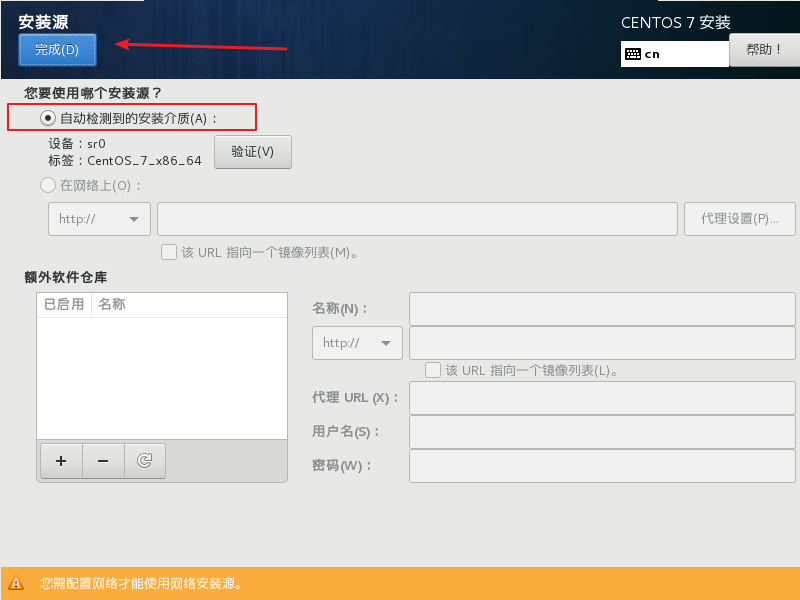 安装源
完成(D)
CENTOS 7 安装
cn
帮助！
您要使用哪个安装源？
自动检测到的安装介质(A)：
设备：sr0
标签：CentOS_7_x86_64
验证(V)
在网络上(O)：
http://
代理设置(P)...
该 URL 指向一个镜像列表(M)。
额外软件仓库
已启用 名称
名称(N)：
http://
该 URL 指向一个镜像列表(L)。
代理 URL (X)：
用户名(S)：
密码(W)：
您需配置网络才能使用网络安装源。